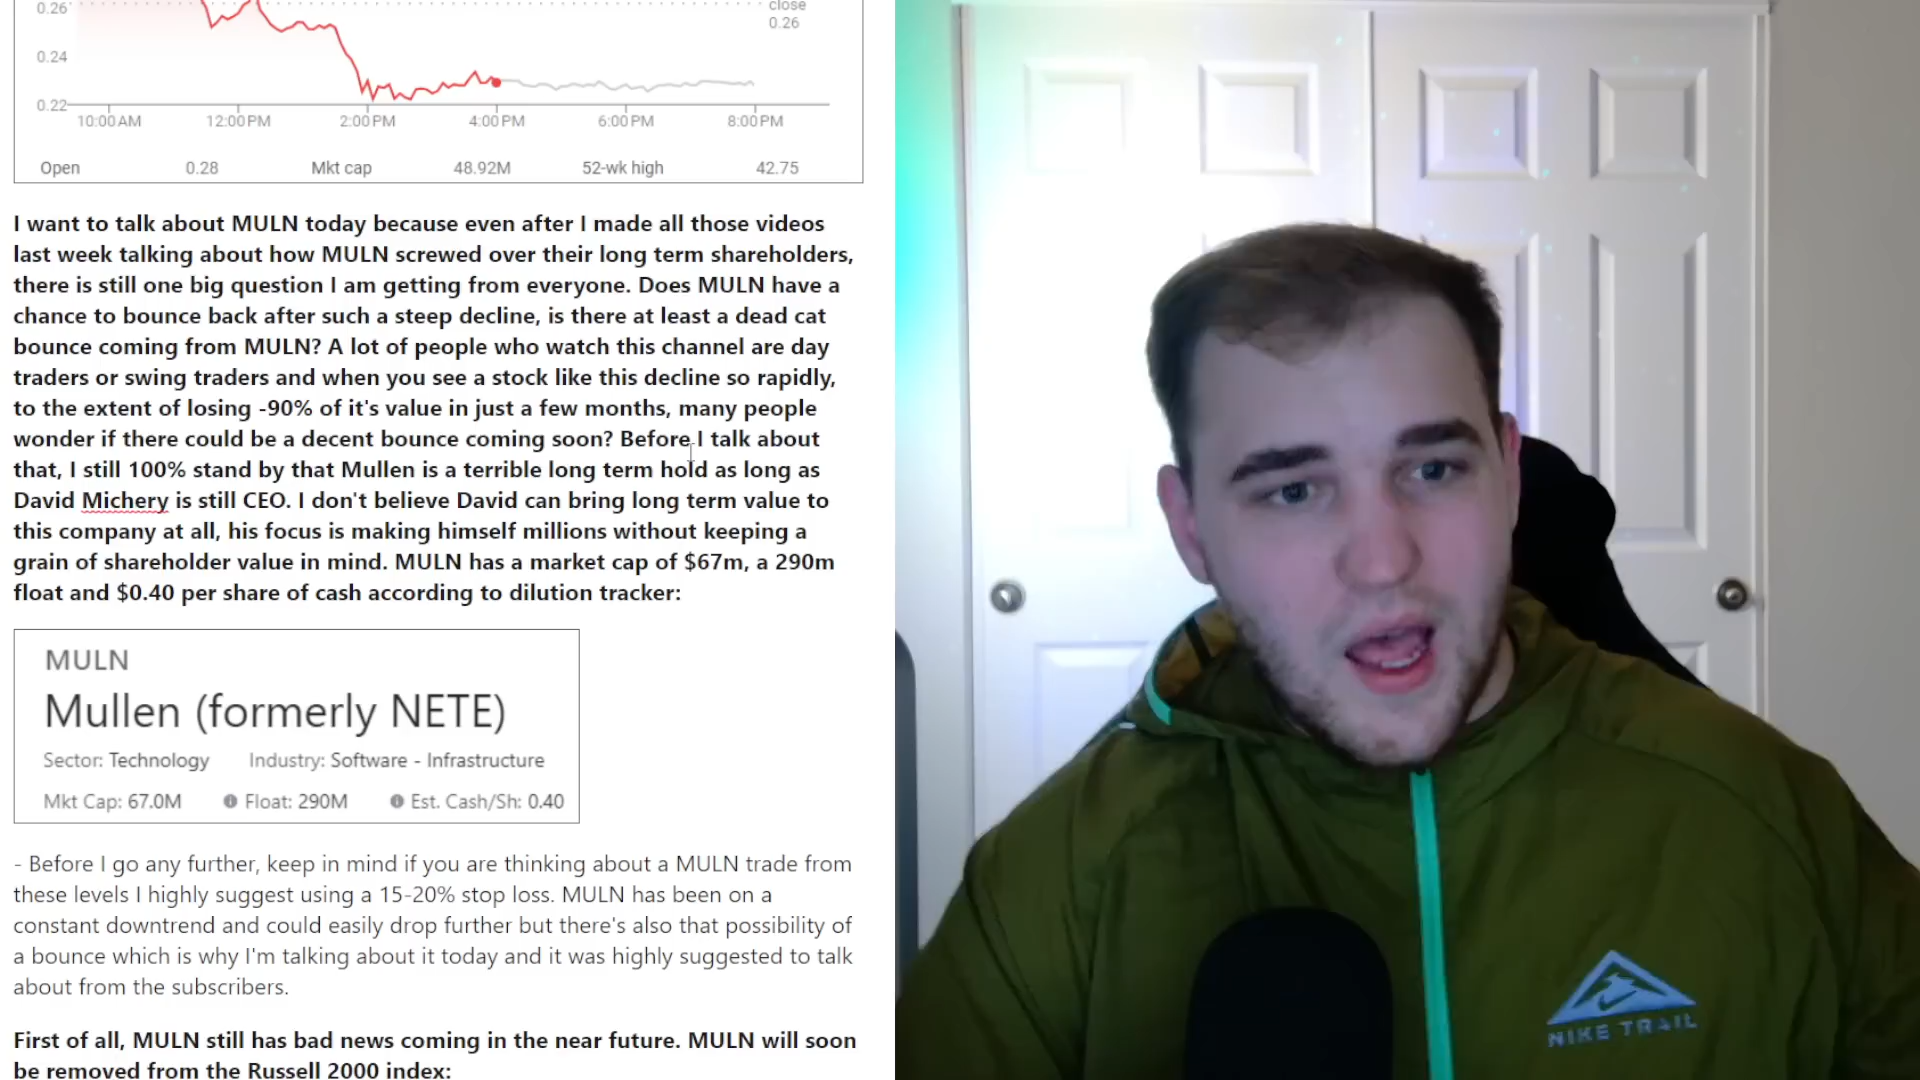 0.26
close
0.26
0.24
0.22
10:00 AM 12:00 PM 2:00 PM 4:00 PM 6:00 PM 8:00 PM
Open 0.28 Mkt cap 48.92M 52-wk high 42.75
I want to talk about MULN today because even after I made all those videos
last week talking about how MULN screwed over their long term shareholders,
there is still one big question I am getting from everyone. Does MULN have a
chance to bounce back after such a steep decline, is there at least a dead cat
bounce coming from MULN? A lot of people who watch this channel are day
traders or swing traders and when you see a stock like this decline so rapidly,
to the extent of losing -90% of it's value in just a few months, many people
wonder if there could be a decent bounce coming soon? Before I talk about
that, I still 100% stand by that Mullen is a terrible long term hold as long as
David Michery is still CEO. I don't believe David can bring long term value to
this company at all, his focus is making himself millions without keeping a
grain of shareholder value in mind. MULN has a market cap of $67m, a 290m
float and $0.40 per share of cash according to dilution tracker:
MULN
Mullen (formerly NETE)
Sector: Technology Industry: Software - Infrastructure
Mkt Cap: 67.0M Float: 290M Est. Cash/Sh: 0.40
- Before I go any further, keep in mind if you are thinking about a MULN trade from
these levels I highly suggest using a 15-20% stop loss. MULN has been on a
constant downtrend and could easily drop further but there's also that possibility of
a bounce which is why I'm talking about it today and it was highly suggested to talk
about from the subscribers.
First of all, MULN still has bad news coming in the near future. MULN will soon
be removed from the Russell 2000 index:
NIKE TRAIL